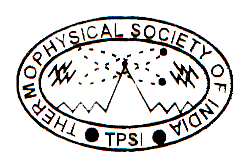 THERMOPHYSICAL SOCIETY OF INDIA
TPSI